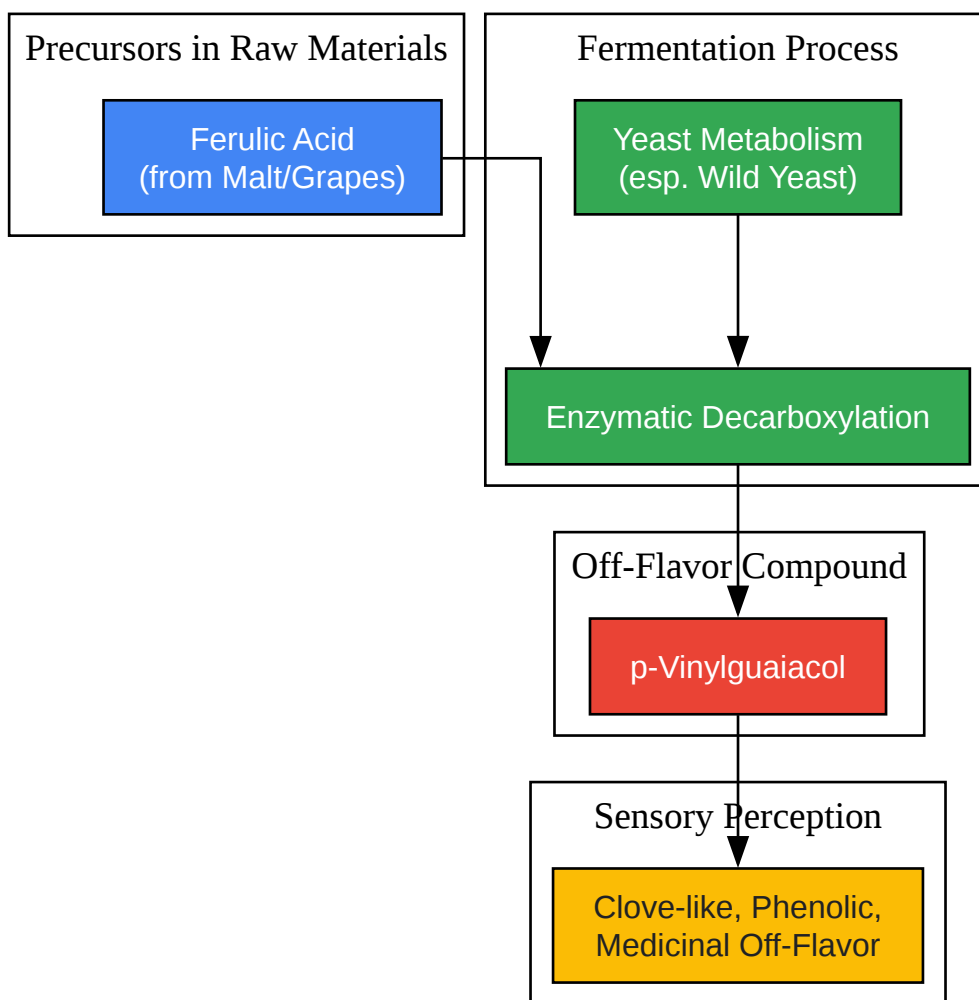 Precursors in Raw Materials
Ferulic Acid
(from Malt/Grapes)
Fermentation Process
Yeast Metabolism
(esp. Wild Yeast)
Enzymatic Decarboxylation
Off-Flavor Compound
p-Vinylguaiacol
Sensory Perception
Clove-like, Phenolic,
Medicinal Off-Flavor